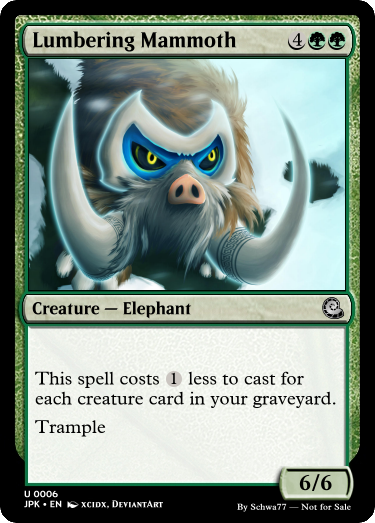 Lumbering Mammoth 4
Creature — Elephant
This spell costs 1 less to cast for
each creature card in your graveyard.
Trample
6/6
U 0006
JPK • EN XCIDX, DEVIANTART
By Schwa77 — Not for Sale